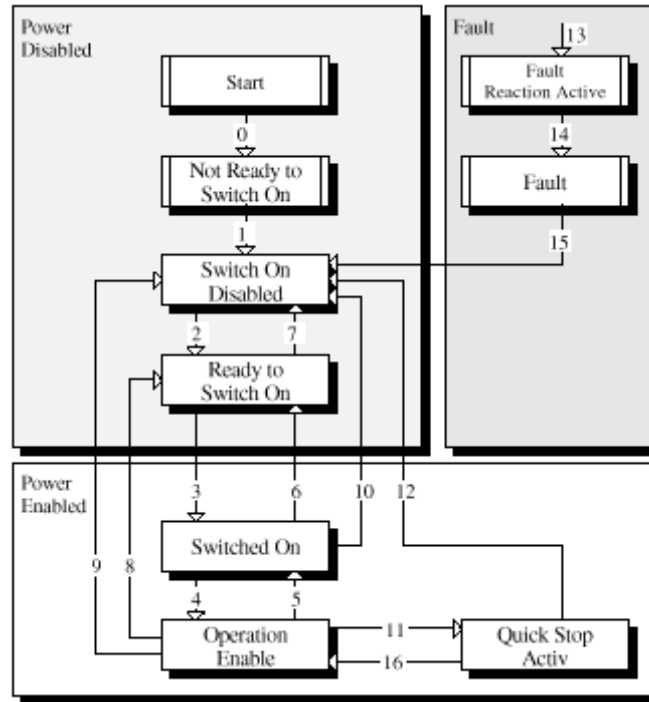 Power
Disabled
Start
0
Not Ready to
Switch On
1
Switch On
Disabled
2
7
Ready to
Switch On
Fault
13
Fault
Reaction Active
14
Fault
15
Power
Enabled
3
6
10
12
9
8
Switched On
4
5
Operation
Enable
11
16
Quick Stop
Activ